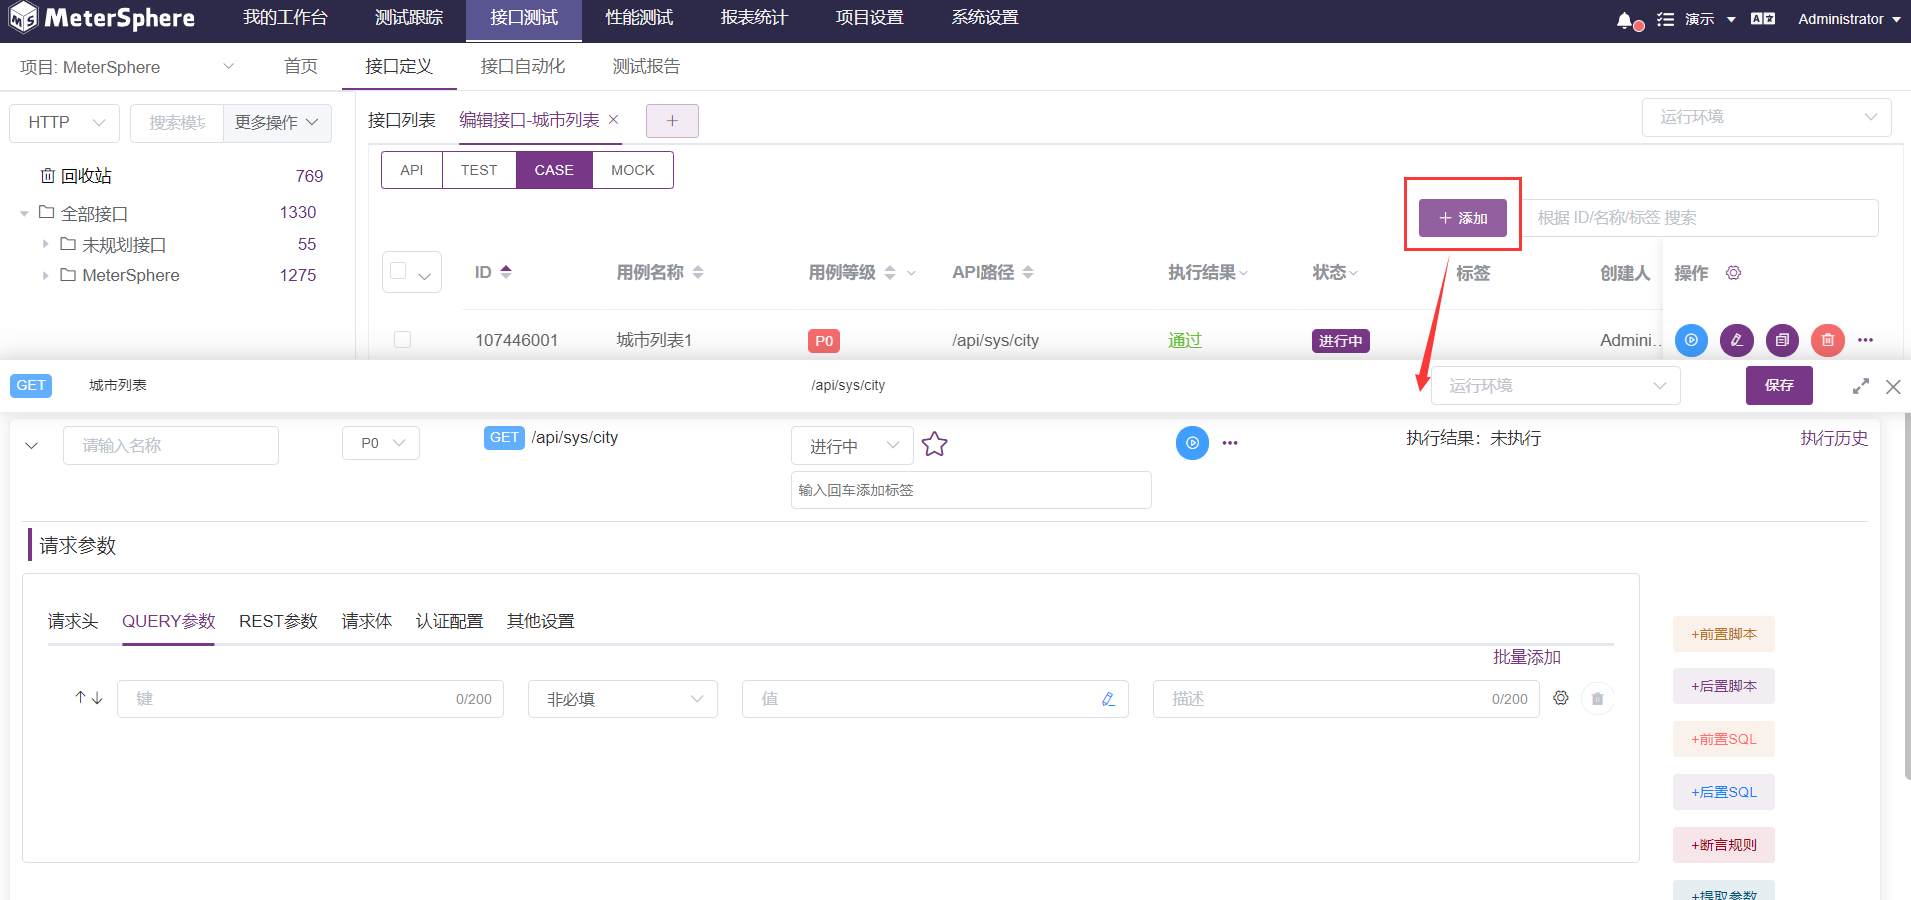 MeterSphere 我的工作台 测试跟踪 接口测试 性能测试 报表统计 项目设置 系统设置 演示 Administrator
项目: MeterSphere 首页 接口定义 接口自动化 测试报告
HTTP 搜索模块 更多操作 接口列表 编辑接口-城市列表 × + 运行环境
API TEST CASE MOCK
回收站 769
全部接口 1330
未规划接口 55
MeterSphere 1275
+ 添加 根据 ID/名称/标签 搜索
ID 用例名称 用例等级 API路径 执行结果 状态 标签 创建人 操作
107446001 城市列表1 P0 /api/sys/city 通过 进行中 Admini...
GET 城市列表 /api/sys/city 运行环境 保存
请输入名称 P0 GET /api/sys/city 进行中 执行结果：未执行 执行历史
输入回车添加标签
请求参数
请求头 QUERY参数 REST参数 请求体 认证配置 其他设置
批量添加
键 0/200 非必填 值 描述 0/200
+前置脚本
+后置脚本
+前置SQL
+后置SQL
+断言规则
+提取参数